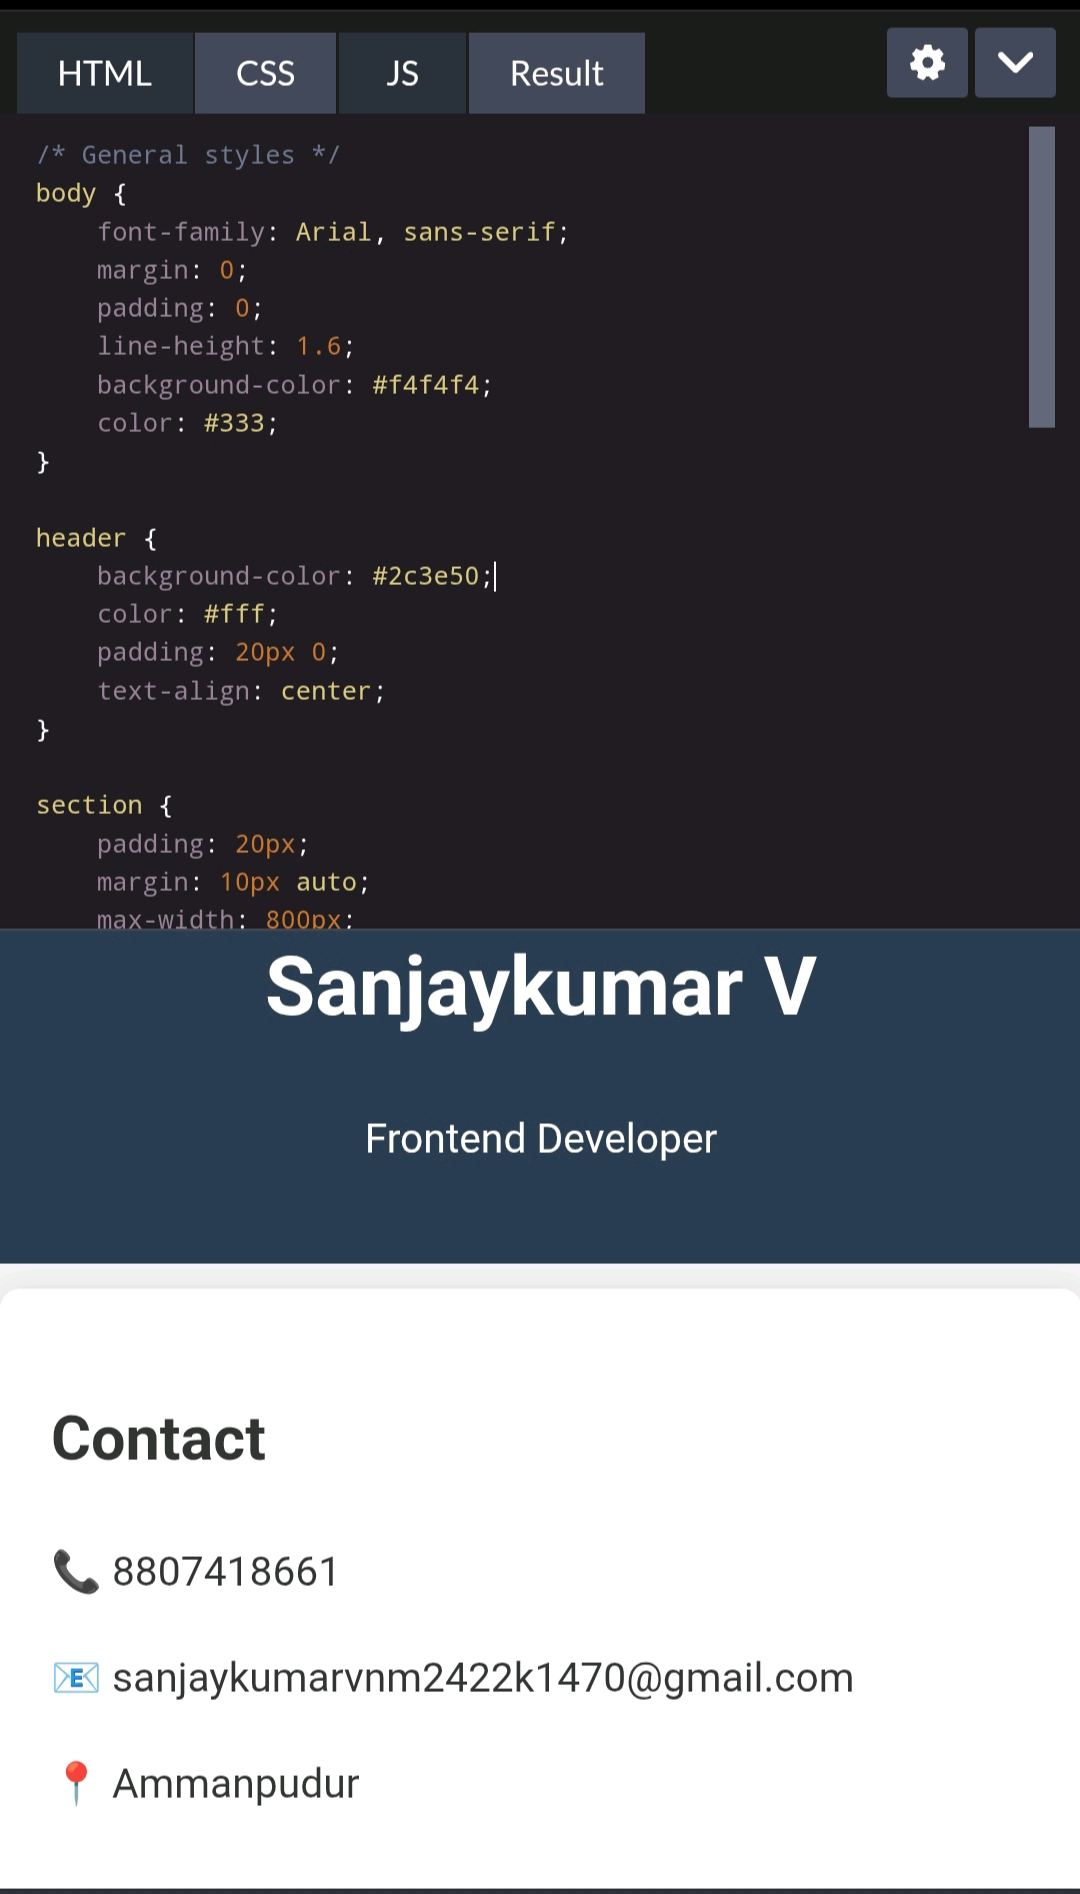 HTML CSS JS Result
/* General styles */
body {
    font-family: Arial, sans-serif;
    margin: 0;
    padding: 0;
    line-height: 1.6;
    background-color: #f4f4f4;
    color: #333;
}
header {
    background-color: #2c3e50;
    color: #fff;
    padding: 20px 0;
    text-align: center;
}
section {
    padding: 20px;
    margin: 10px auto;
    max-width: 800px;
Sanjaykumar V
Frontend Developer
Contact
📞 8807418661
📧 sanjaykumarvnm2422k1470@gmail.com
📍 Ammanpudur